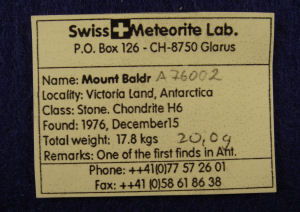 Swiss Meteorite Lab.
P.O. Box 126 - CH-8750 Glarus
Name: Mount Baldr A76002
Locality: Victoria Land, Antarctica
Class: Stone. Chondrite H6
Found: 1976, December15
Total weight: 17.8 kgs 20,0g
Remarks: One of the first finds in Ant.
Phone: ++41(0)77 57 26 01
Fax: ++41 (0)58 61 86 38